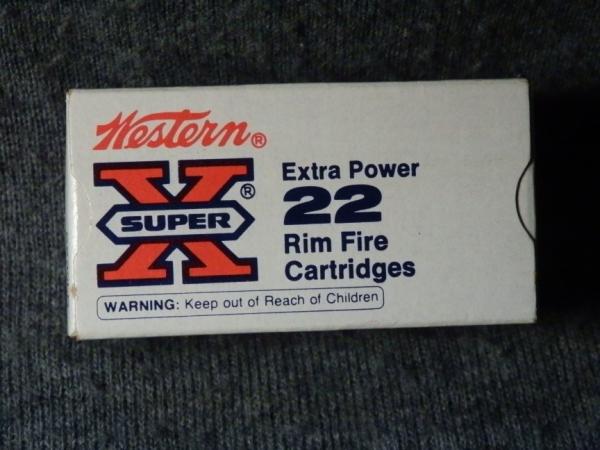 Western®
SUPER X ®
Extra Power
22
Rim Fire
Cartridges
WARNING: Keep out of Reach of Children